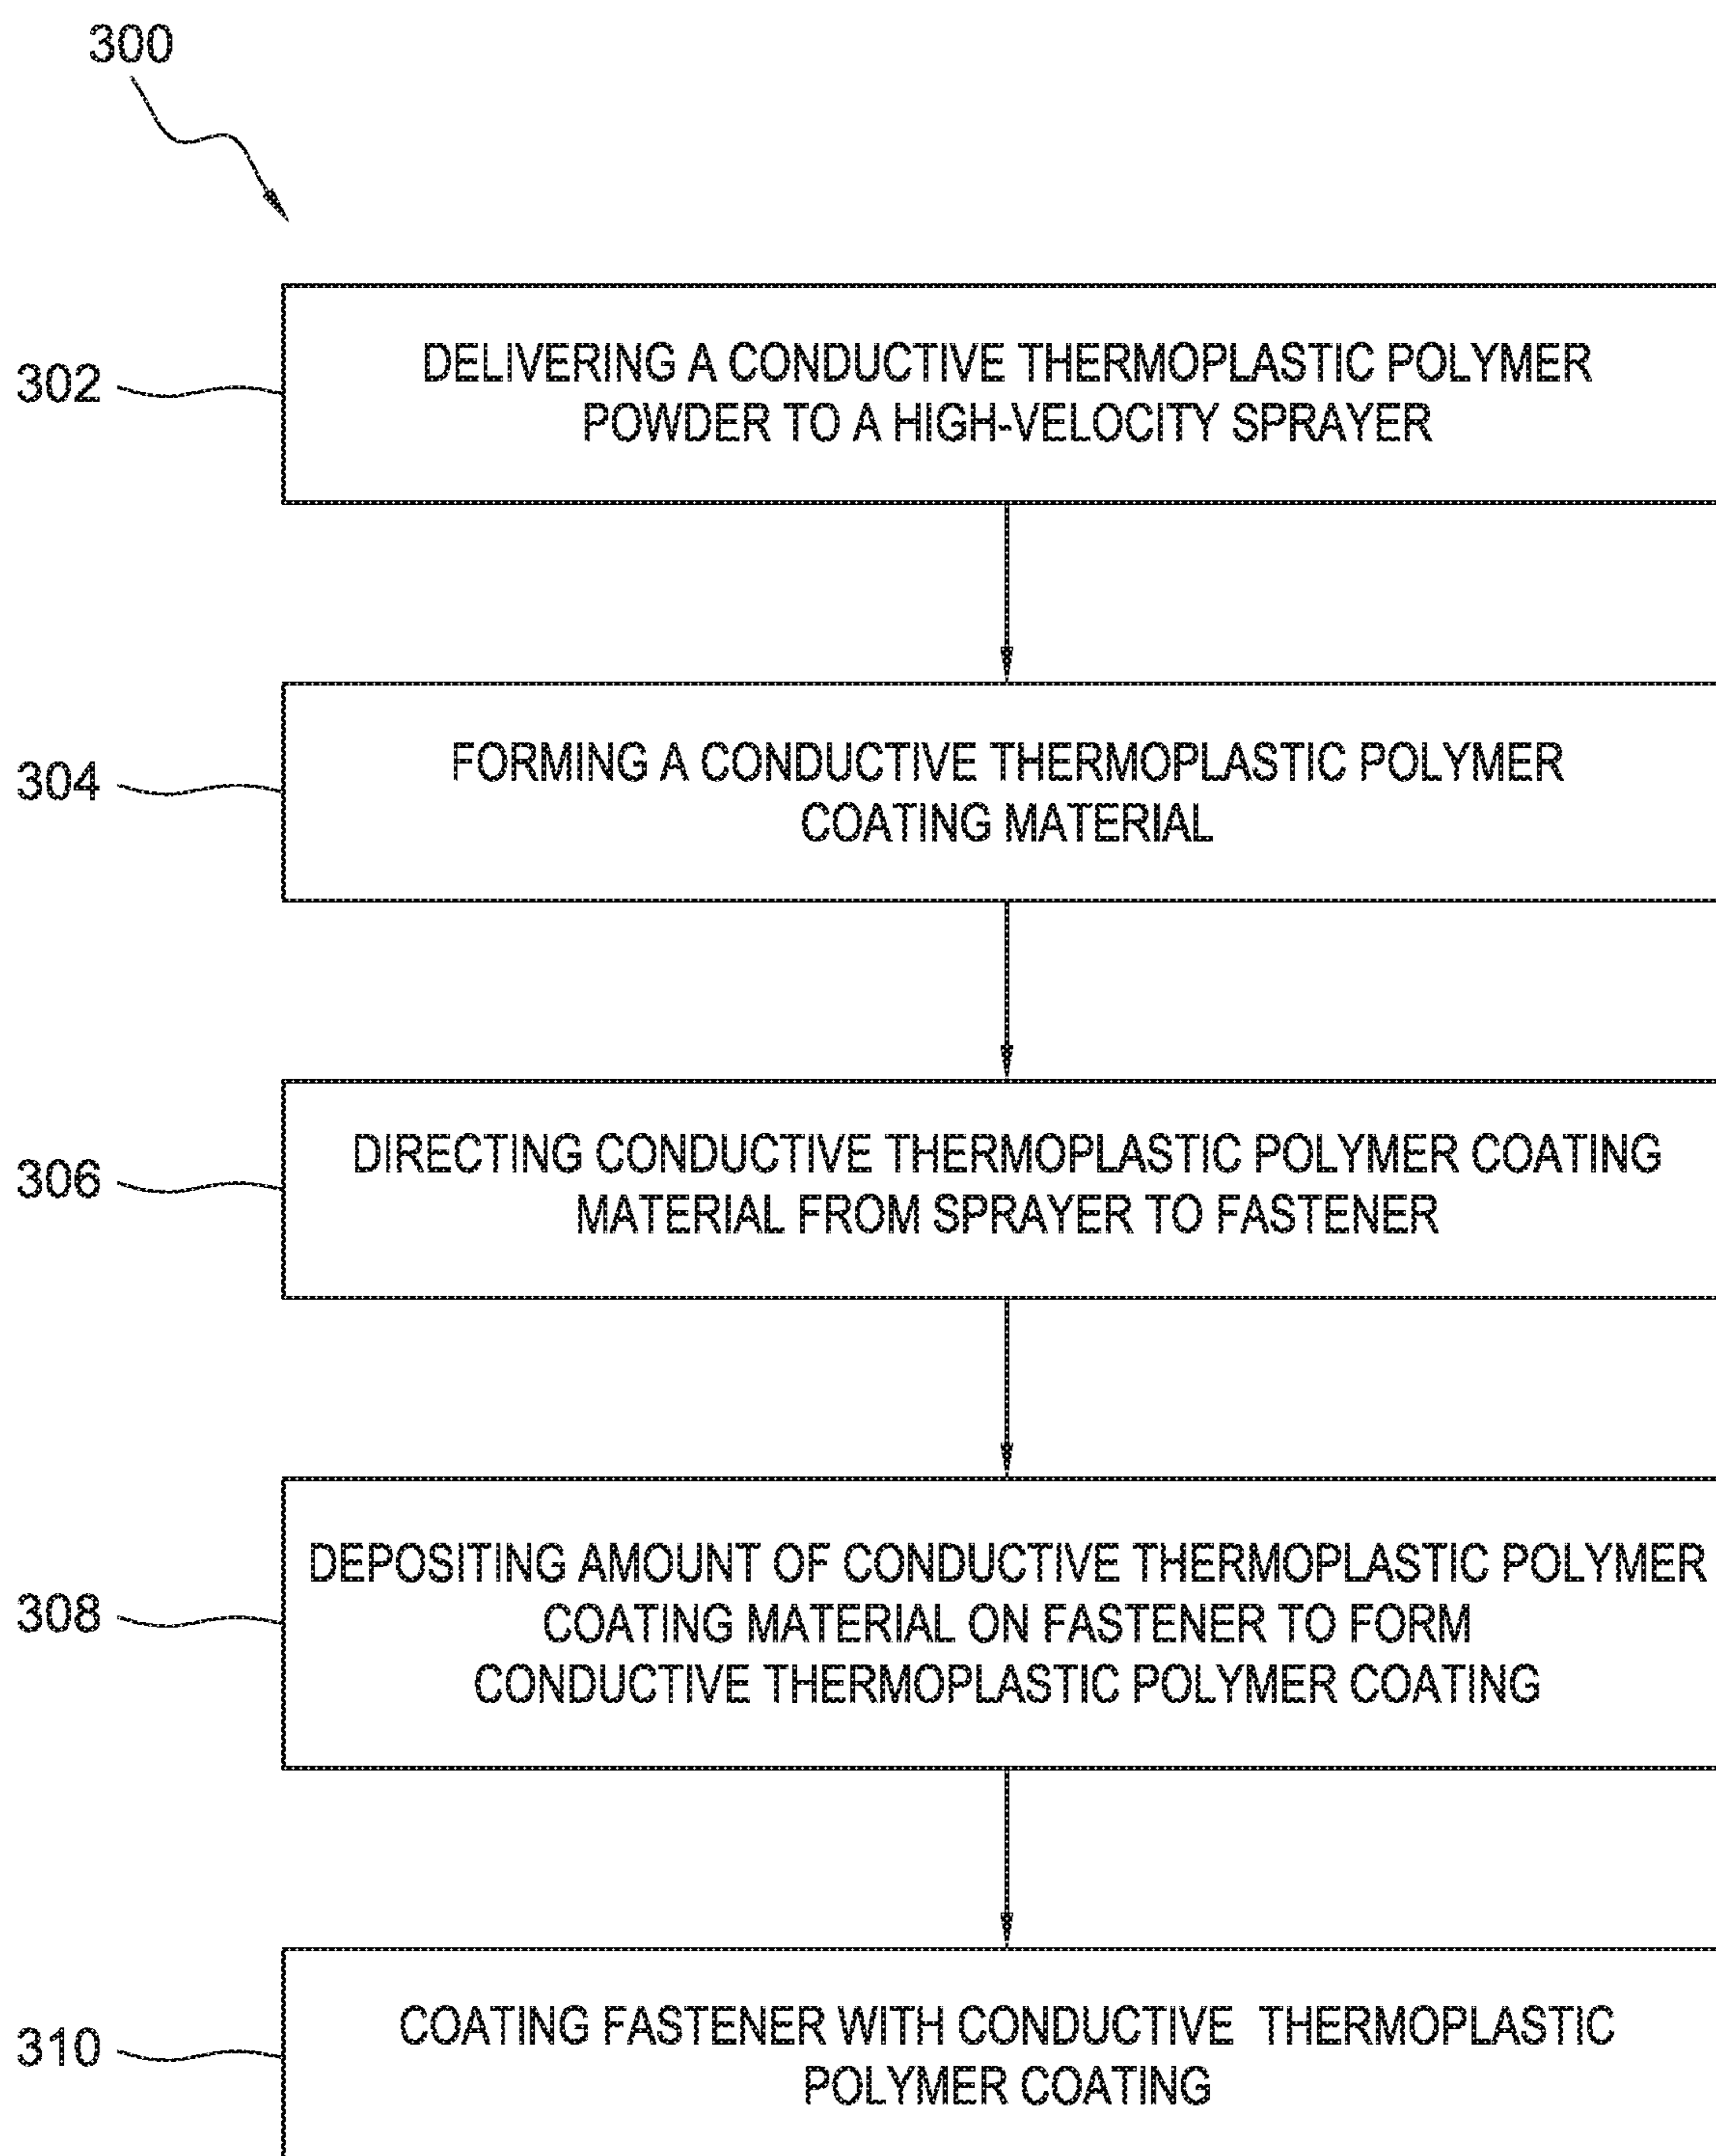 300
302
DELIVERING A CONDUCTIVE THERMOPLASTIC POLYMER
POWDER TO A HIGH-VELOCITY SPRAYER
304
FORMING A CONDUCTIVE THERMOPLASTIC POLYMER
COATING MATERIAL
306
DIRECTING CONDUCTIVE THERMOPLASTIC POLYMER COATING
MATERIAL FROM SPRAYER TO FASTENER
308
DEPOSITING AMOUNT OF CONDUCTIVE THERMOPLASTIC POLYMER
COATING MATERIAL ON FASTENER TO FORM
CONDUCTIVE THERMOPLASTIC POLYMER COATING
310
COATING FASTENER WITH CONDUCTIVE THERMOPLASTIC
POLYMER COATING